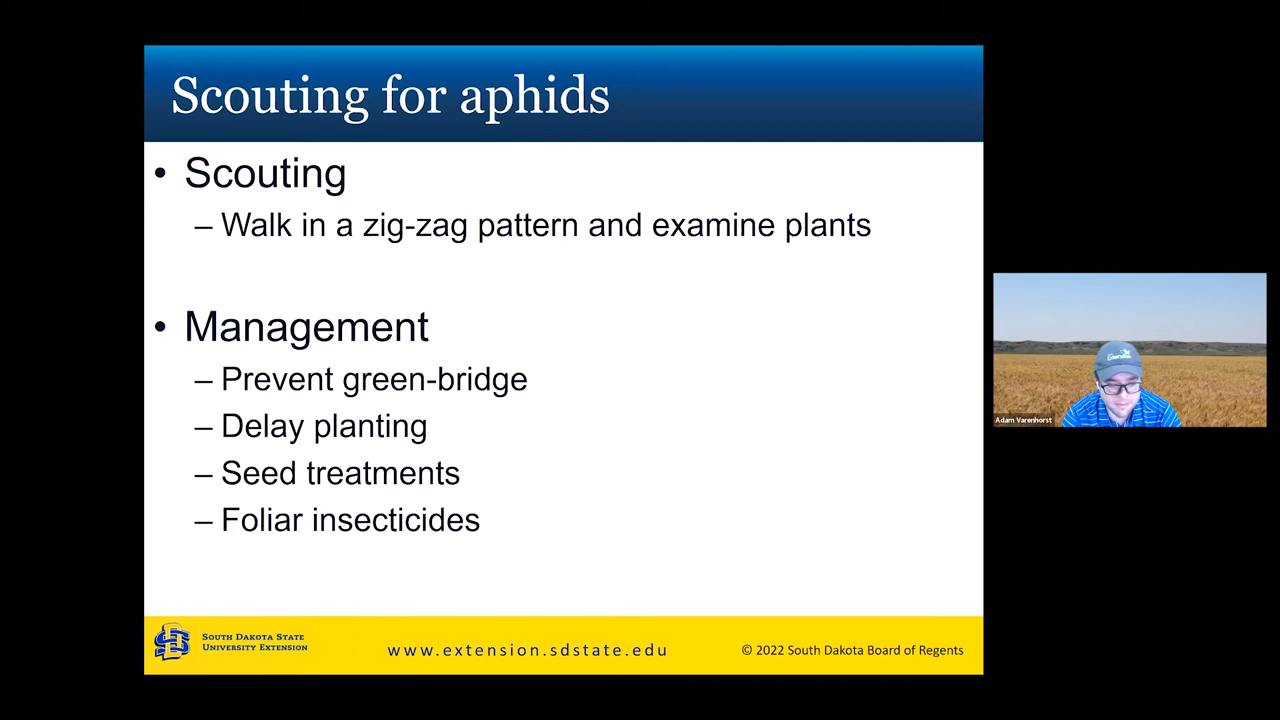 Scouting for aphids
• Scouting
– Walk in a zig-zag pattern and examine plants
• Management
– Prevent green-bridge
– Delay planting
– Seed treatments
– Foliar insecticides
SOUTH DAKOTA STATE
UNIVERSITY EXTENSION
www.extension.sdstate.edu
© 2022 South Dakota Board of Regents
Adam Varenhorst